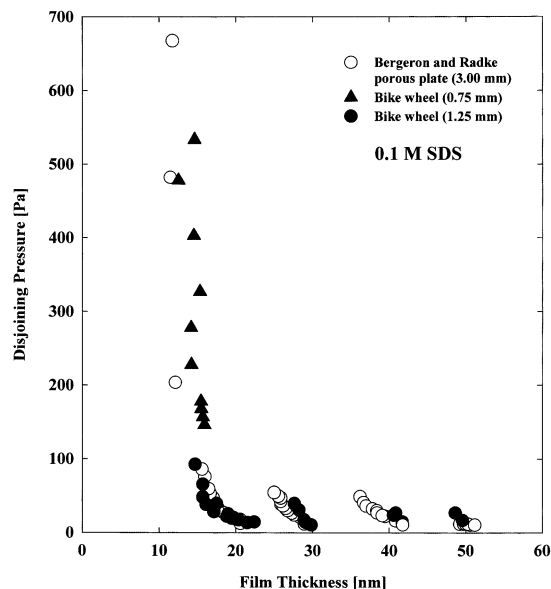 700
600
500
400
300
200
100
0
Disjoining Pressure [Pa]
Bergeron and Radke
porous plate (3.00 mm)
Bike wheel (0.75 mm)
Bike wheel (1.25 mm)
0.1 M SDS
0 10 20 30 40 50 60
Film Thickness [nm]